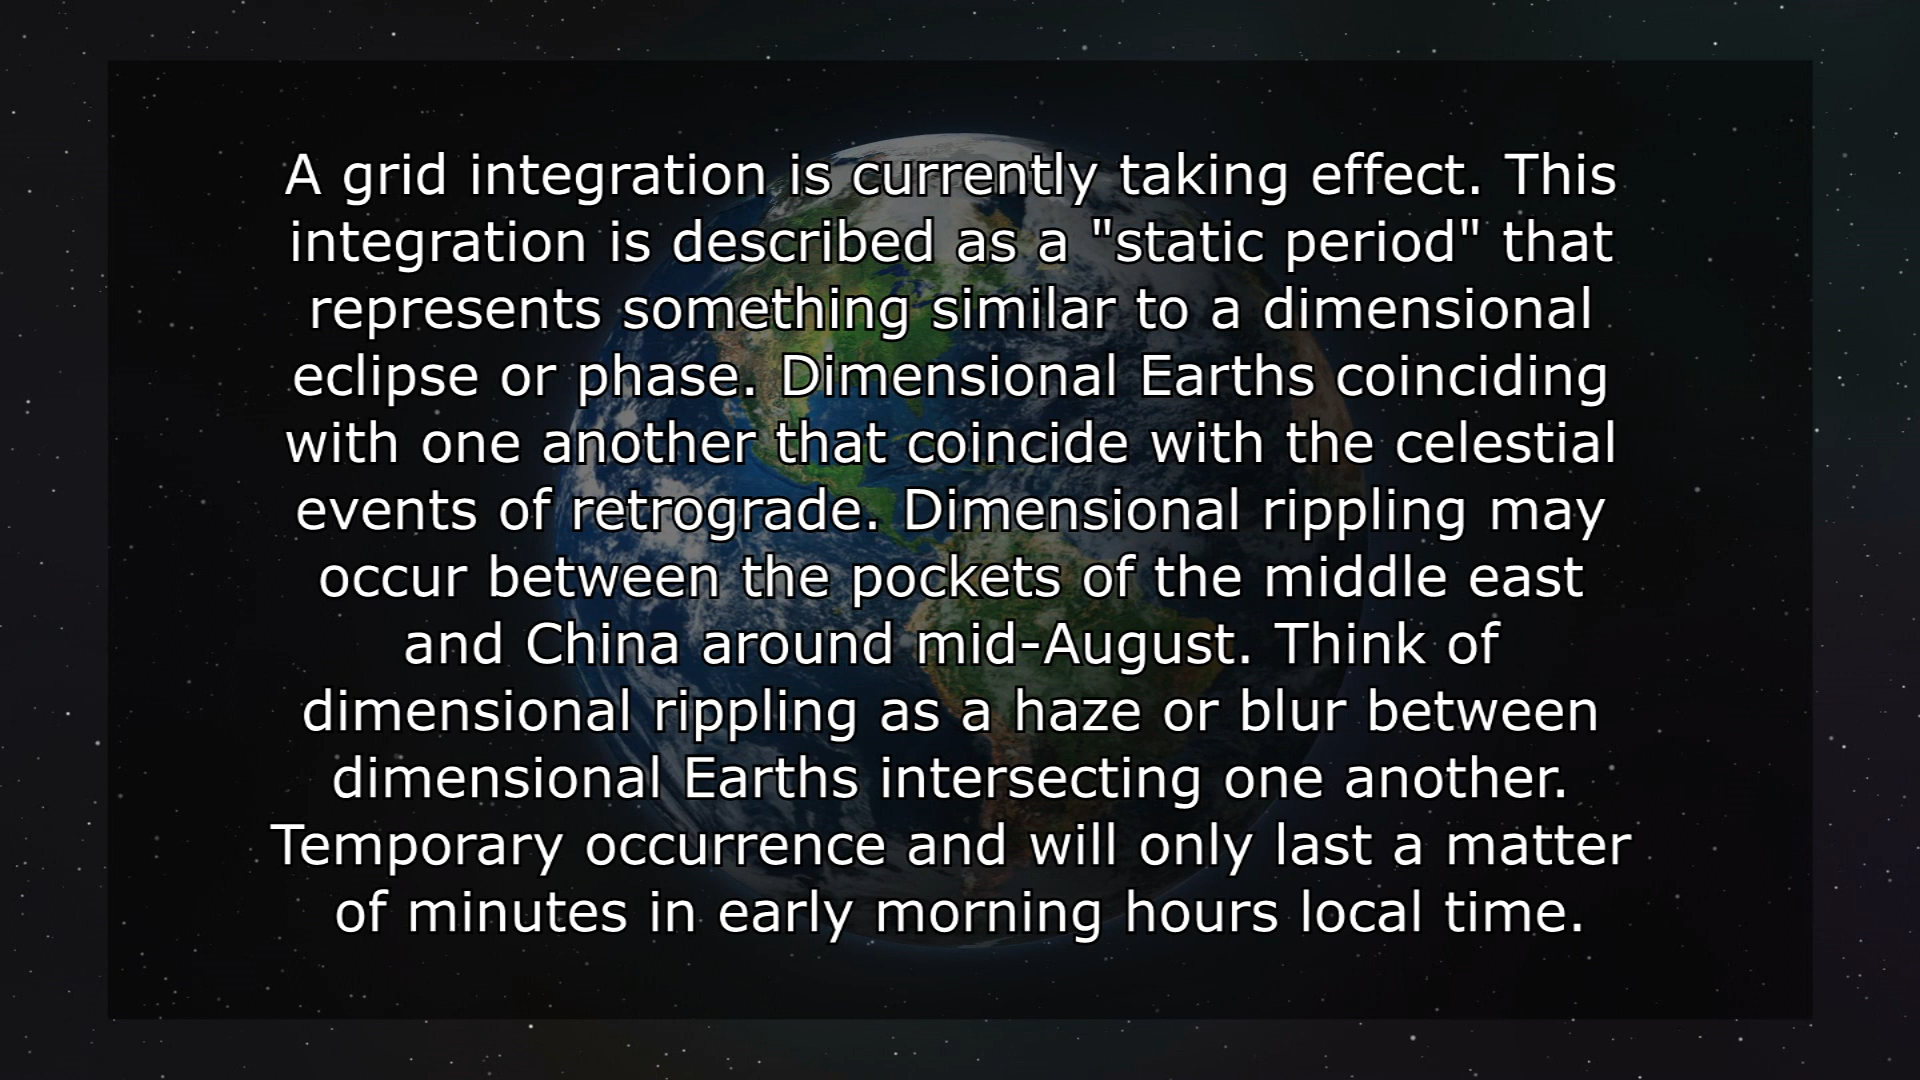 A grid integration is currently taking effect. This
integration is described as a "static period" that
represents something similar to a dimensional
eclipse or phase. Dimensional Earths coinciding
with one another that coincide with the celestial
events of retrograde. Dimensional rippling may
occur between the pockets of the middle east
and China around mid-August. Think of
dimensional rippling as a haze or blur between
dimensional Earths intersecting one another.
Temporary occurrence and will only last a matter
of minutes in early morning hours local time.